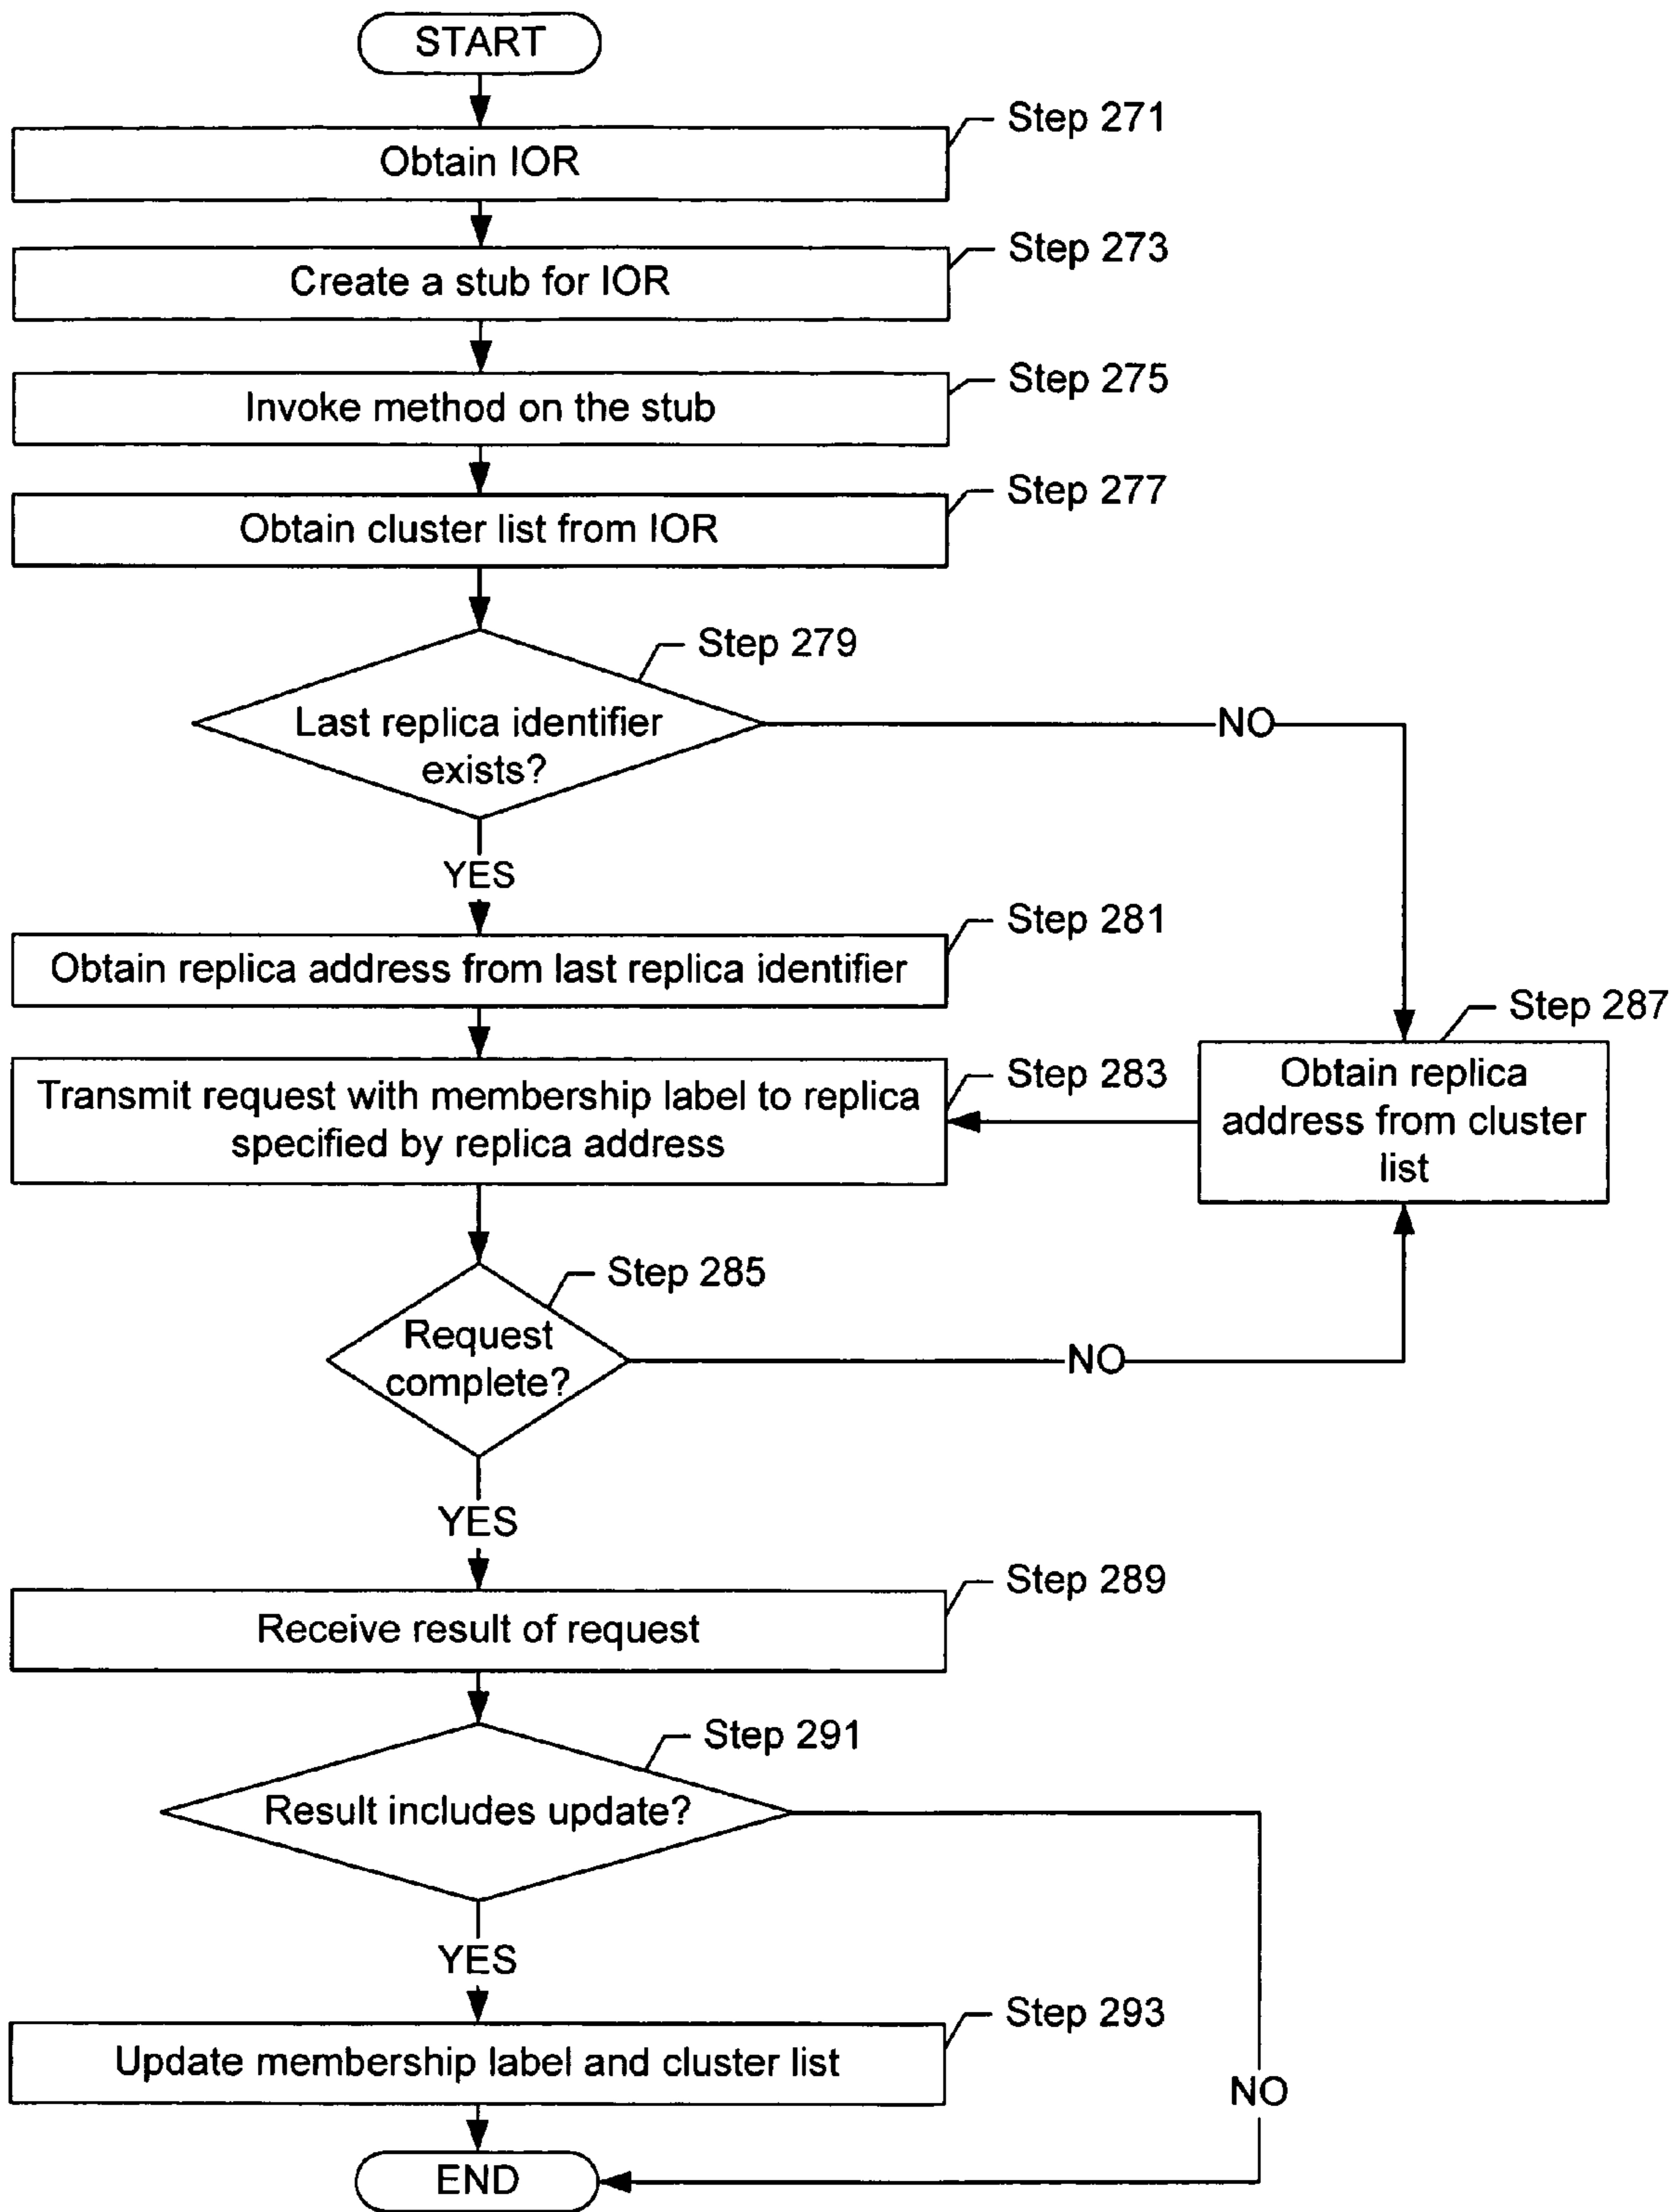 START
Step 271
Obtain IOR
Step 273
Create a stub for IOR
Step 275
Invoke method on the stub
Step 277
Obtain cluster list from IOR
Step 279
Last replica identifier
exists?
NO
YES
Step 281
Obtain replica address from last replica identifier
Step 287
Obtain replica
address from cluster
list
Step 283
Transmit request with membership label to replica
specified by replica address
Step 285
Request
complete?
NO
YES
Step 289
Receive result of request
Step 291
Result includes update?
YES
Step 293
Update membership label and cluster list
NO
END